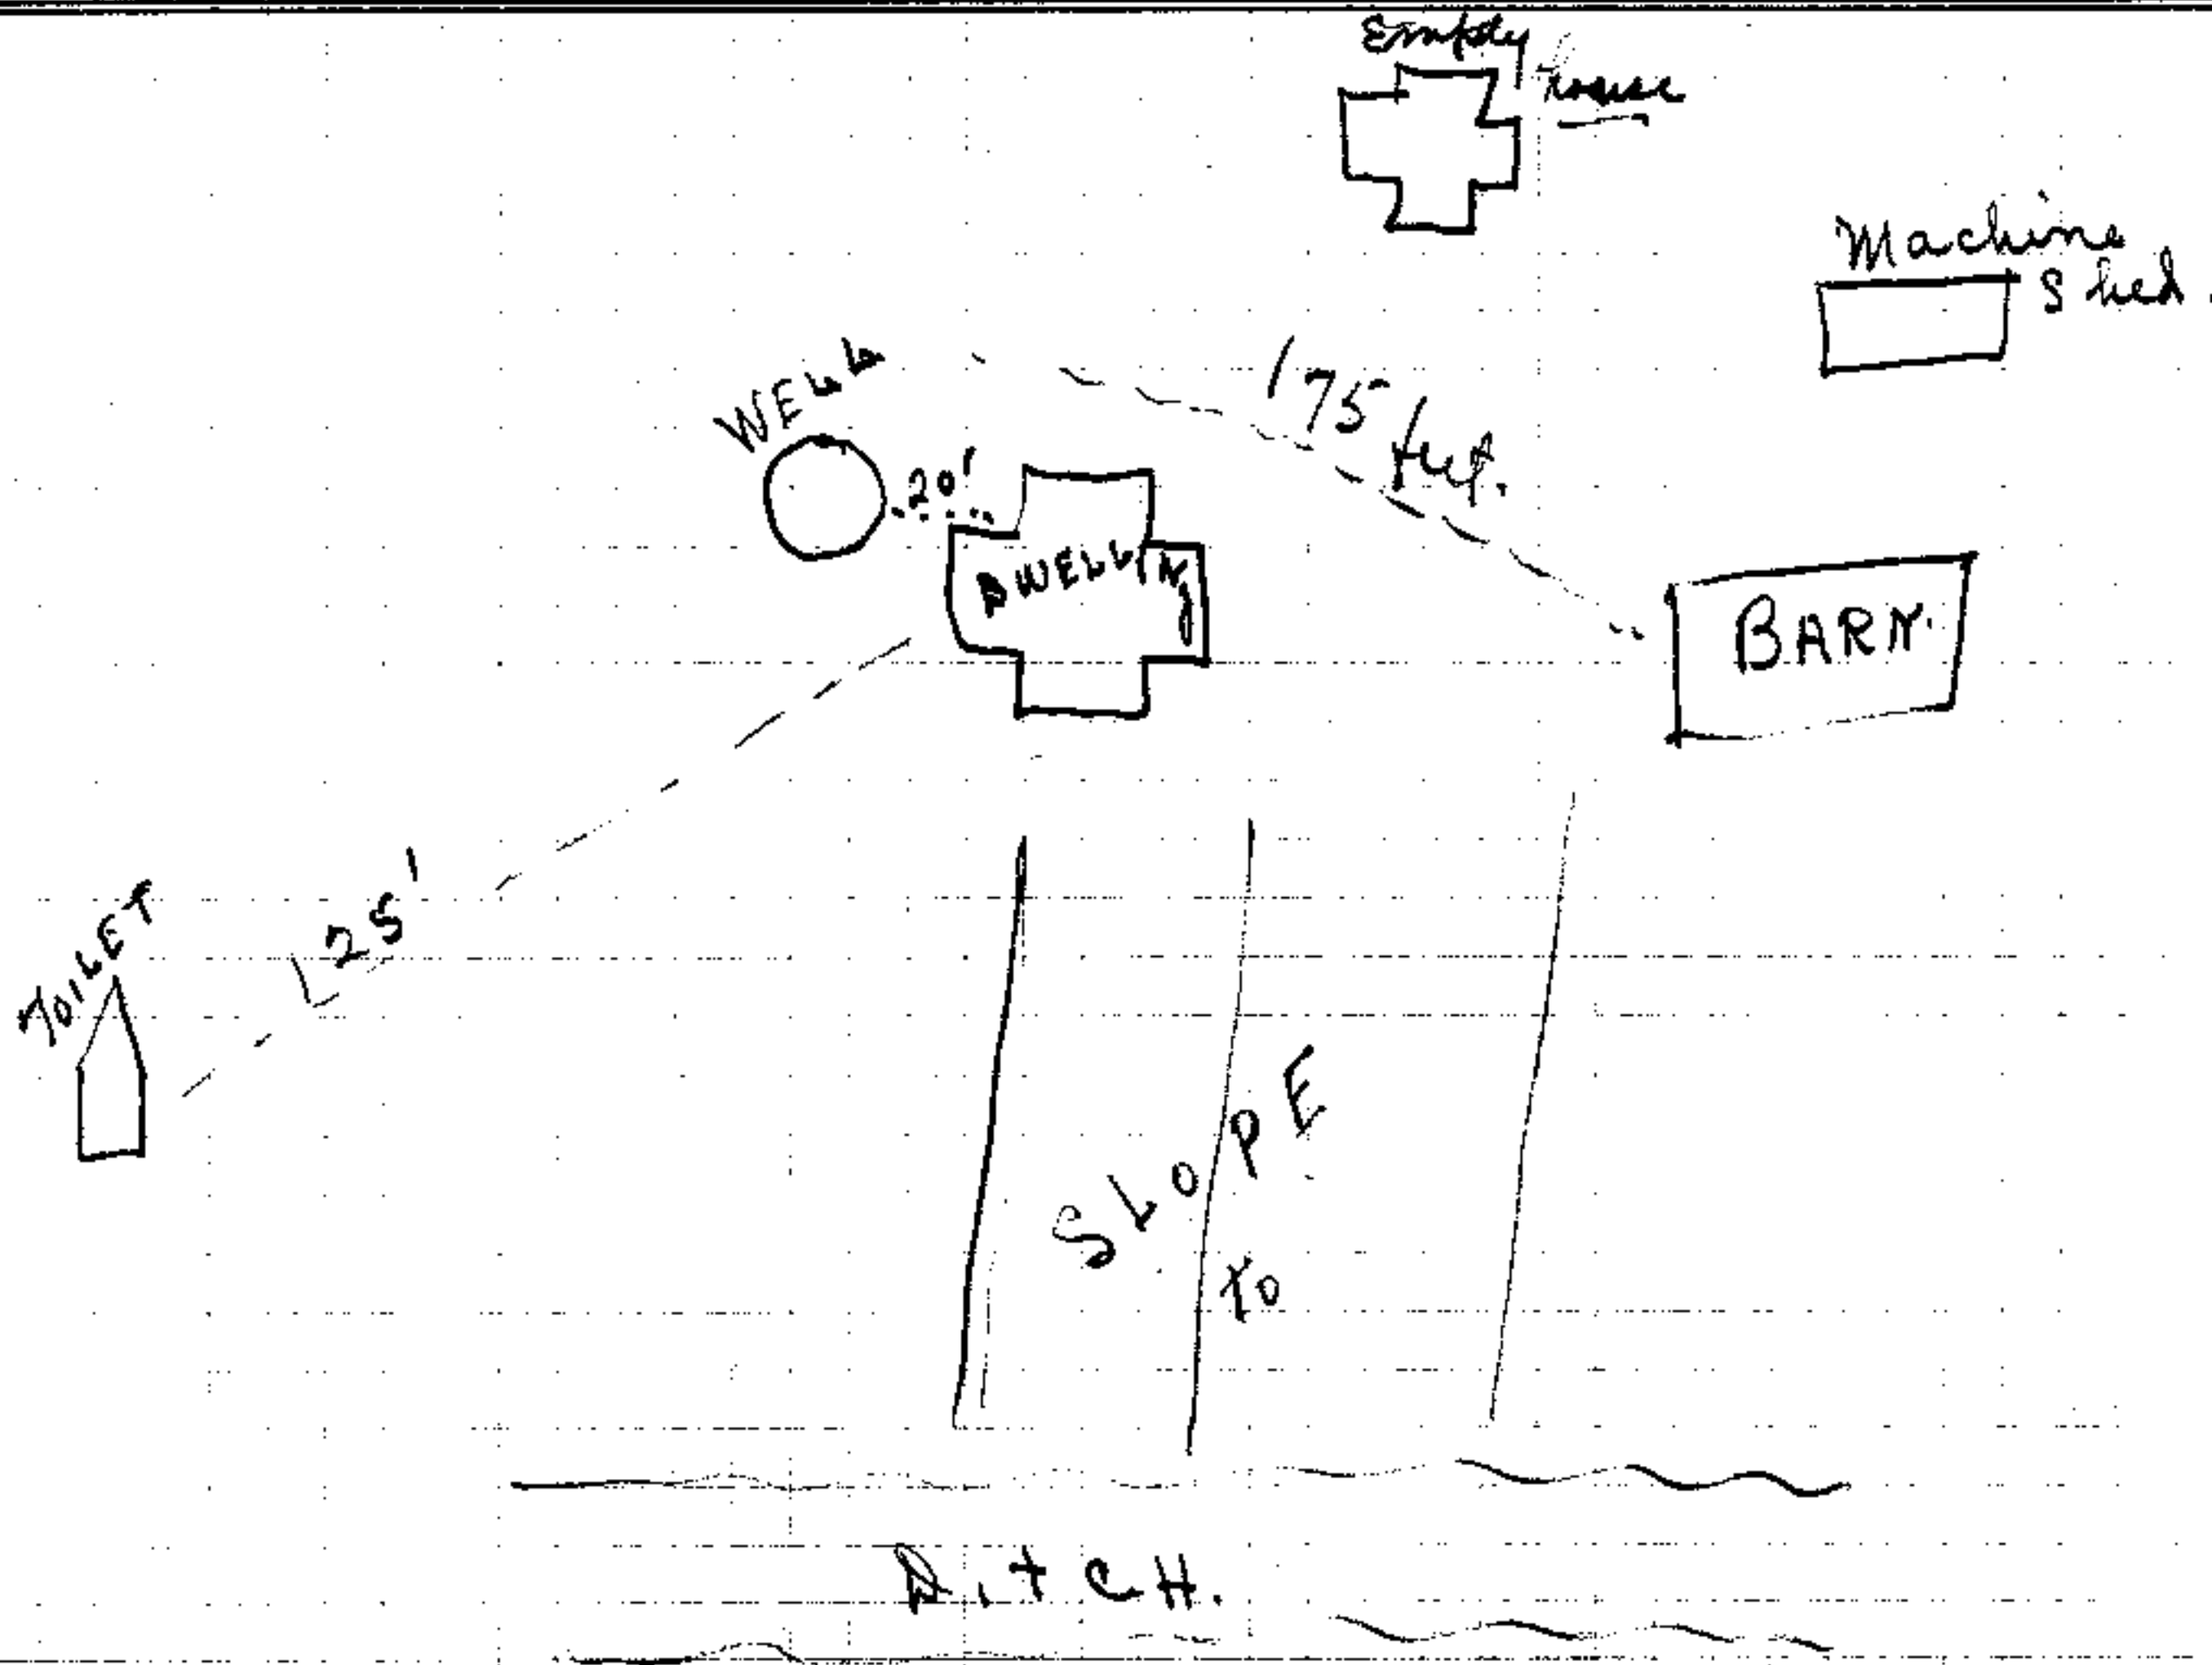 Empty
house
Machine
Shed.
WELL
175 feet.
20'
DWELLINg
BARN.
TOILET
125'
SLOPE
to
DitCH.